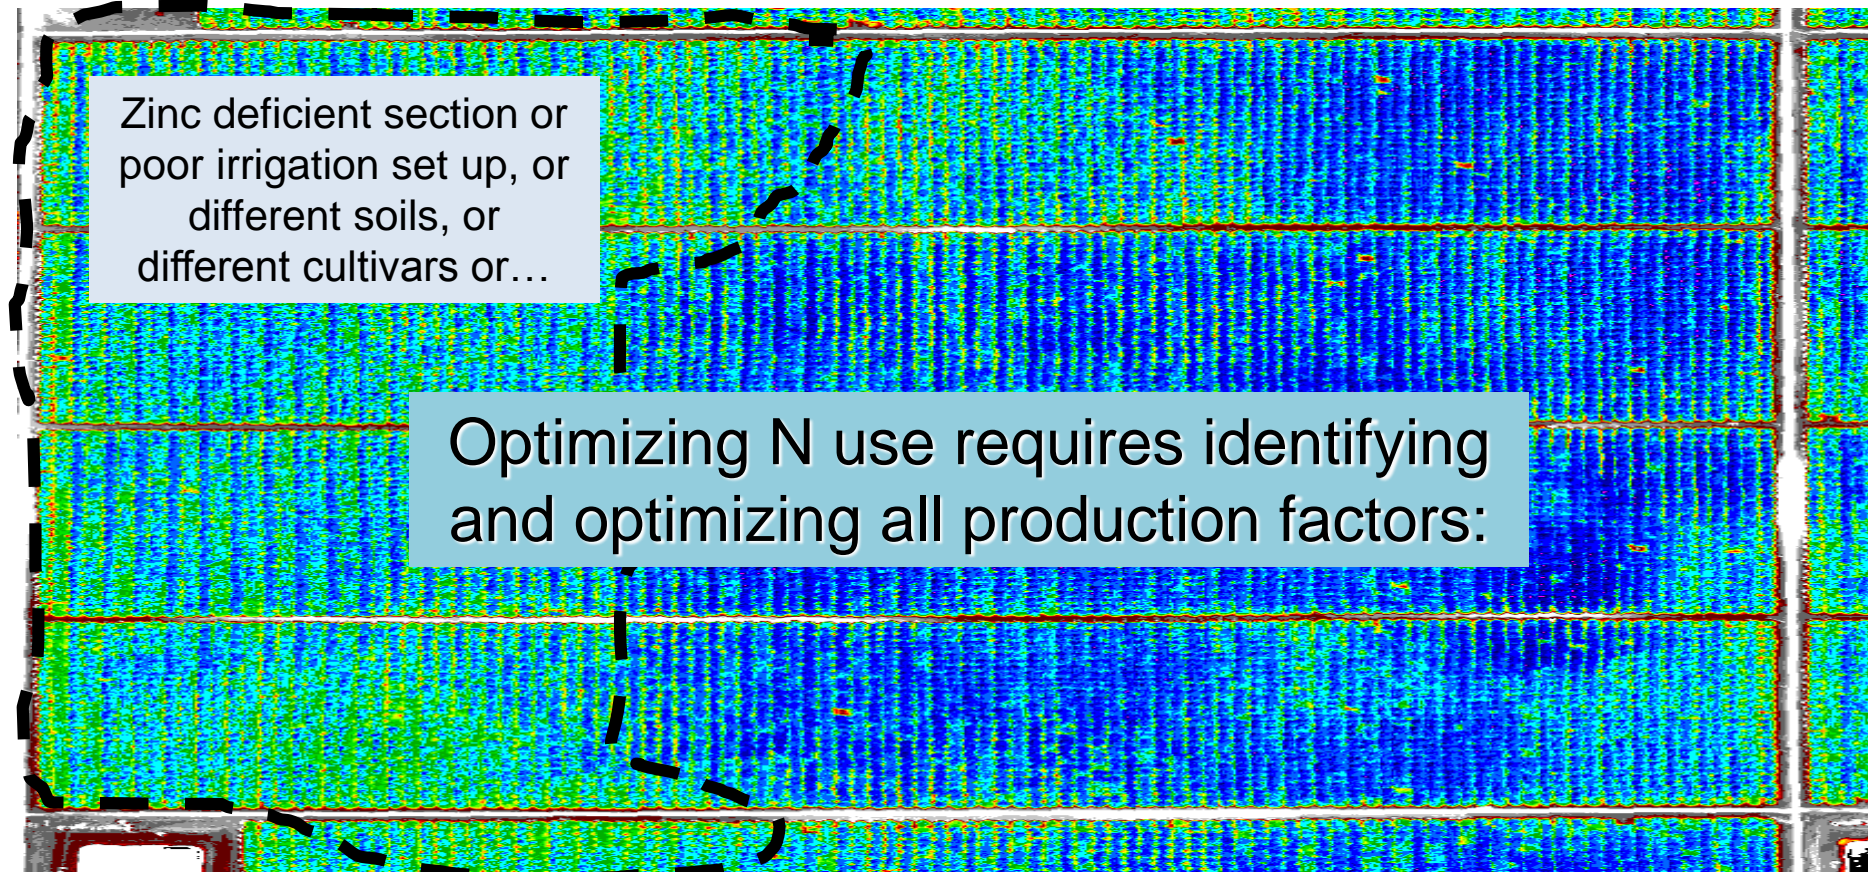 Zinc deficient section or
poor irrigation set up, or
different soils, or
different cultivars or…
Optimizing N use requires identifying
and optimizing all production factors: